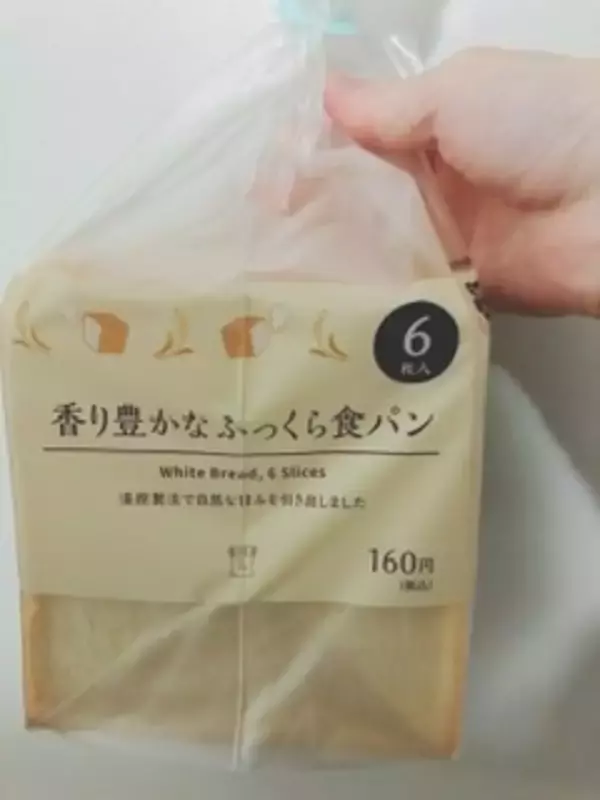 6
枚入
香り豊かなふっくら食パン
White Bread, 6 Slices
湯捏製法で自然な甘みを引き出しました
160円
(税込)